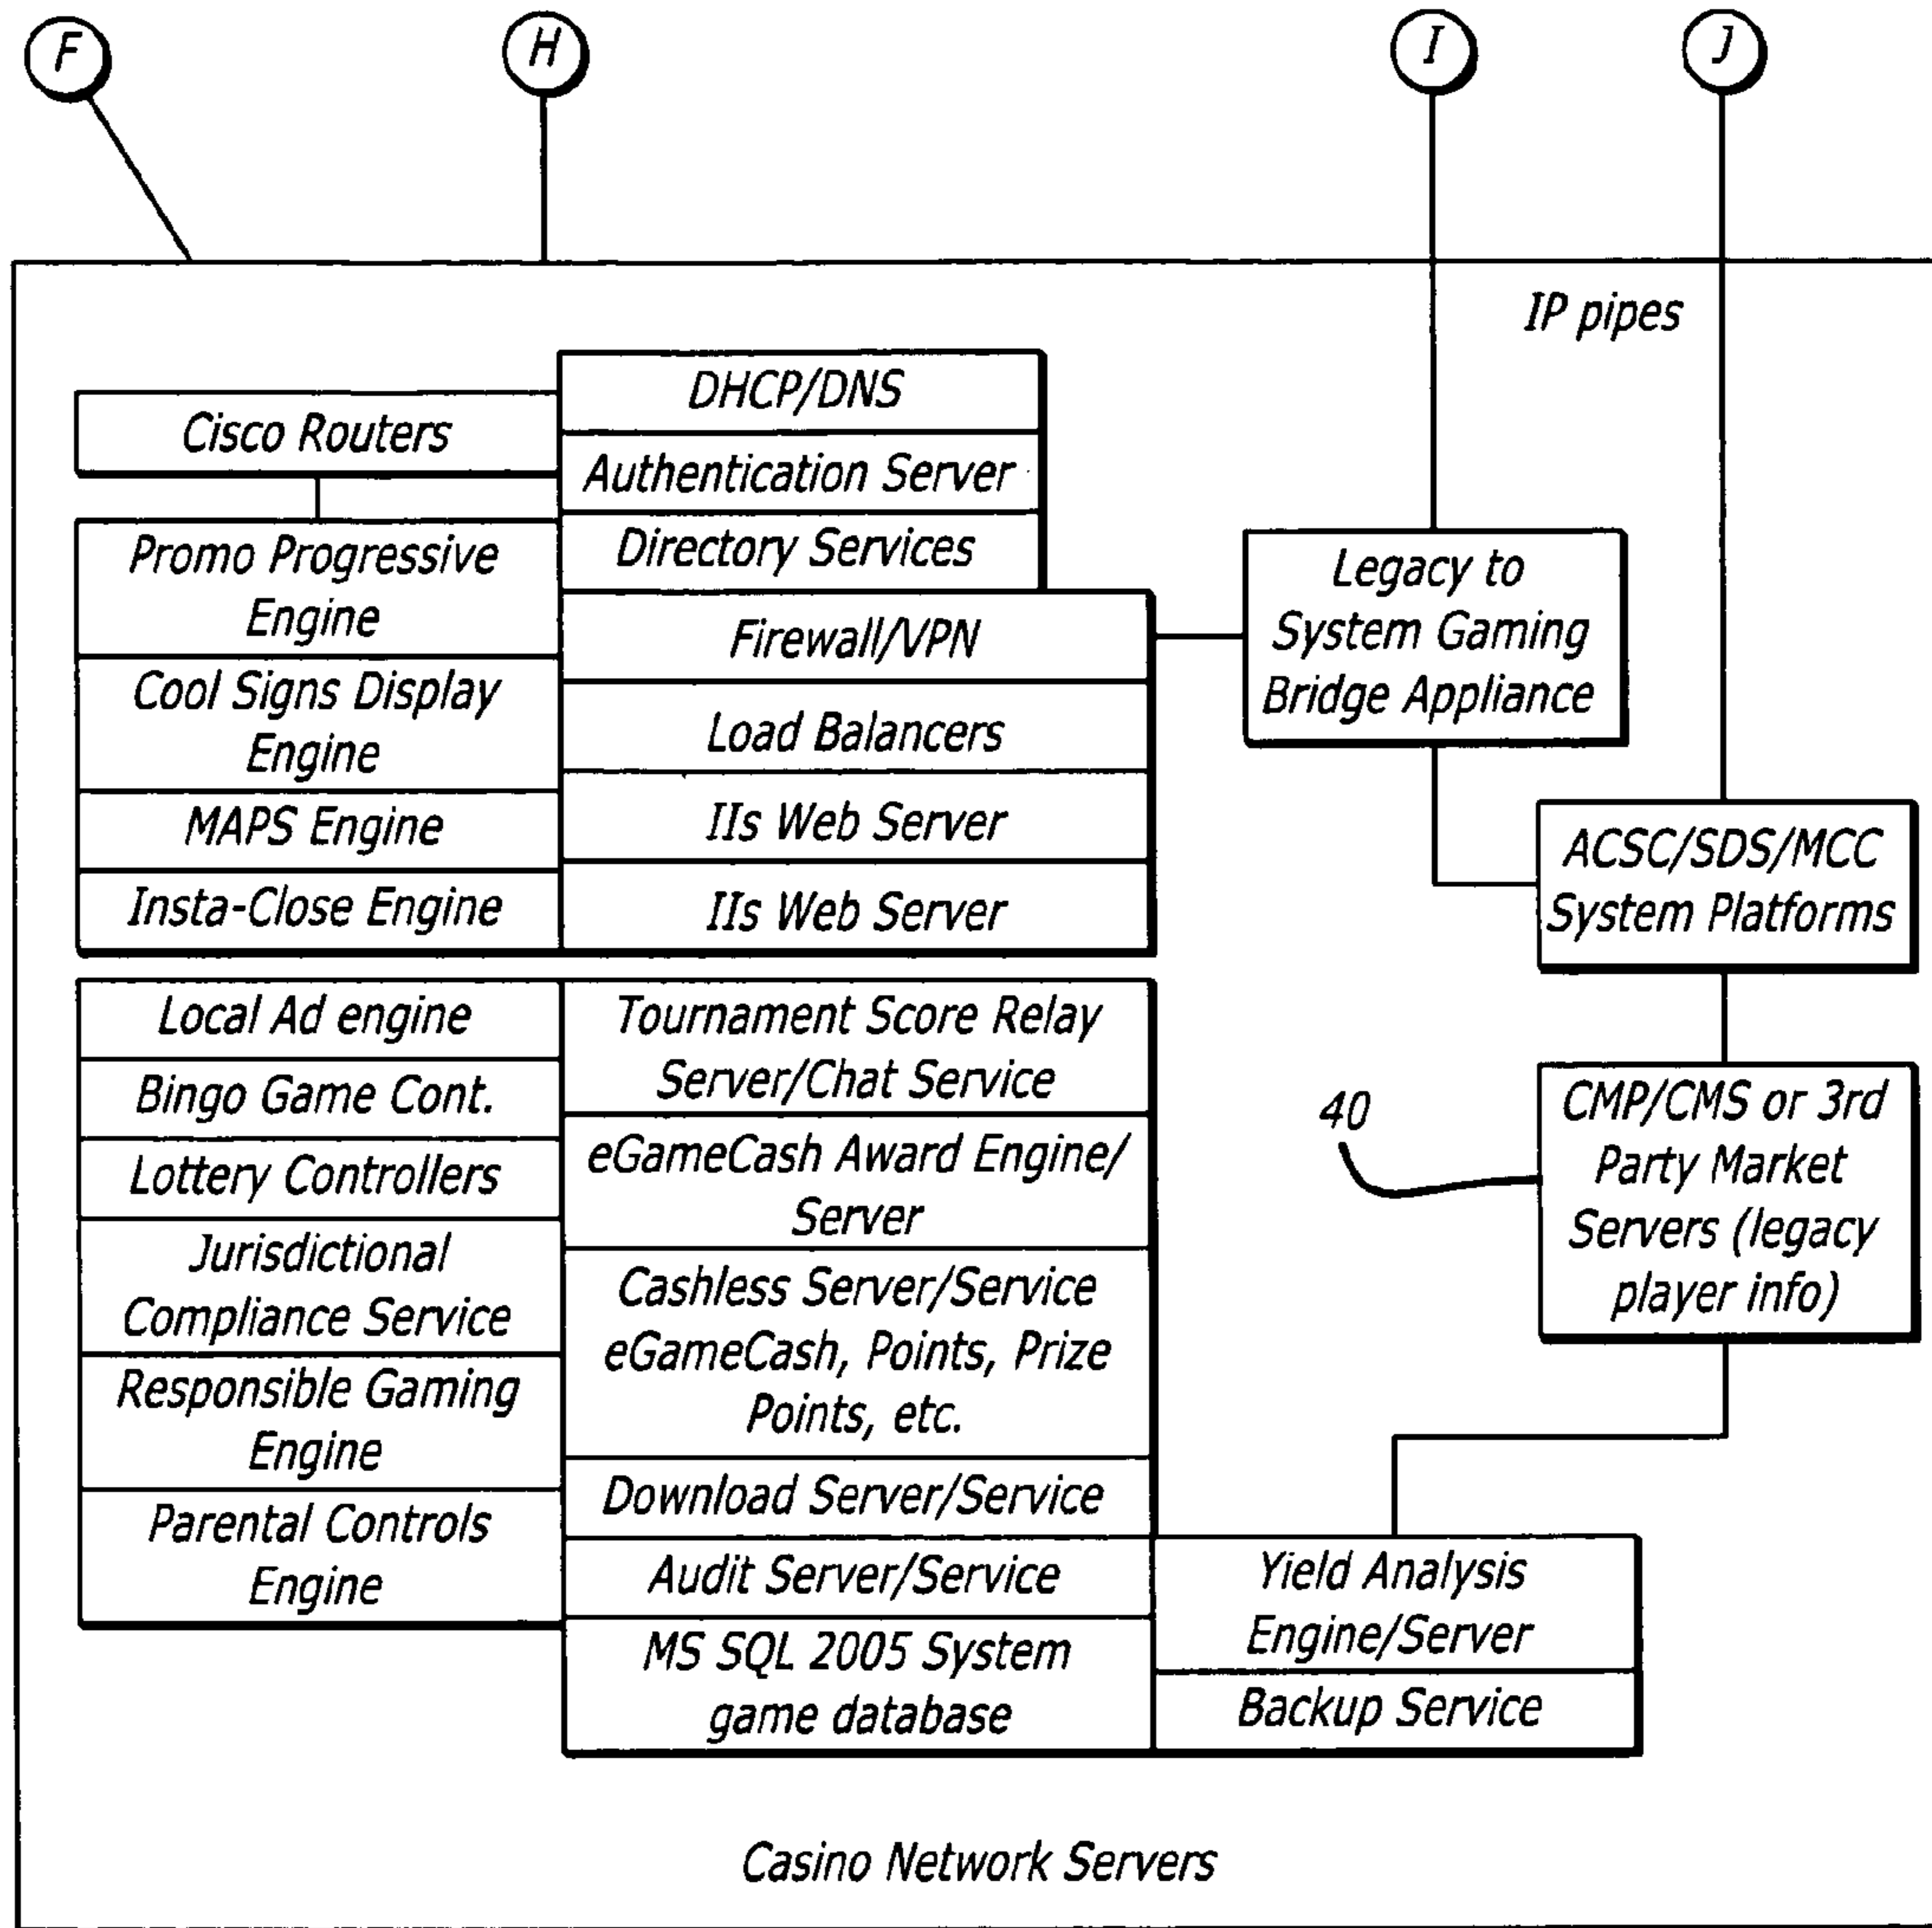 F
H
I
J
IP pipes
Cisco Routers
Promo Progressive
Engine
Cool Signs Display
Engine
MAPS Engine
Insta-Close Engine
DHCP/DNS
Authentication Server
Directory Services
Firewall/VPN
Load Balancers
IIs Web Server
IIs Web Server
Legacy to
System Gaming
Bridge Appliance
ACSC/SDS/MCC
System Platforms
Local Ad engine
Bingo Game Cont.
Lottery Controllers
Jurisdictional
Compliance Service
Responsible Gaming
Engine
Parental Controls
Engine
Tournament Score Relay
Server/Chat Service
eGameCash Award Engine/
Server
Cashless Server/Service
eGameCash, Points, Prize
Points, etc.
Download Server/Service
Audit Server/Service
MS SQL 2005 System
game database
40
CMP/CMS or 3rd
Party Market
Servers (legacy
player info)
Yield Analysis
Engine/Server
Backup Service
Casino Network Servers